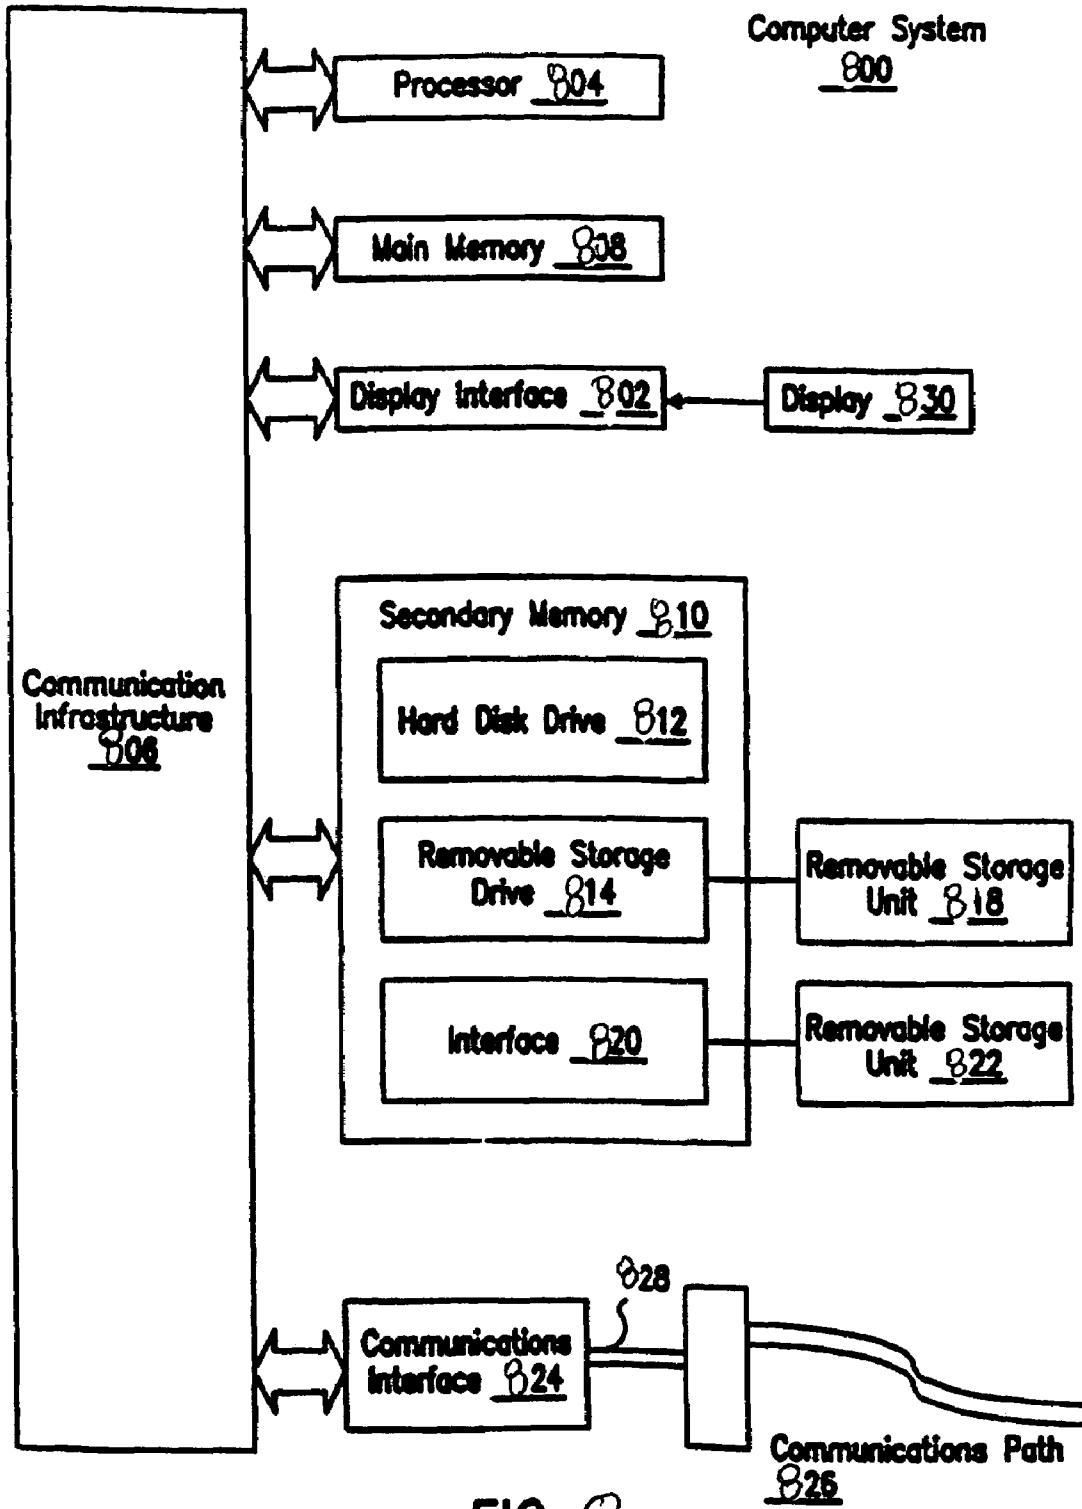 Computer System
800
Processor 804
Main Memory 808
Display Interface 802
Display 830
Secondary Memory 810
Communication
Infrastructure
806
Hard Disk Drive 812
Removable Storage
Drive 814
Removable Storage
Unit 818
Interface 820
Removable Storage
Unit 822
828
Communications
Interface 824
Communications Path
826
FIG. 8